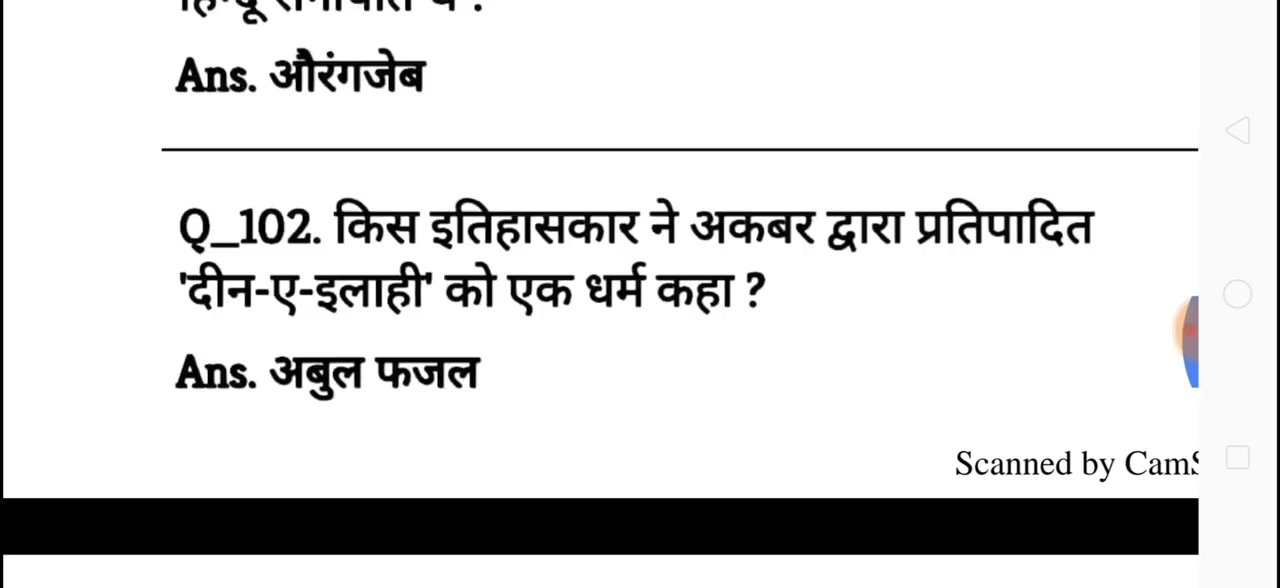 Ans. औरंगजेब
Q_102. किस इतिहासकार ने अकबर द्वारा प्रतिपादित
'दीन-ए-इलाही' को एक धर्म कहा ?
Ans. अबुल फजल
Scanned by Cam